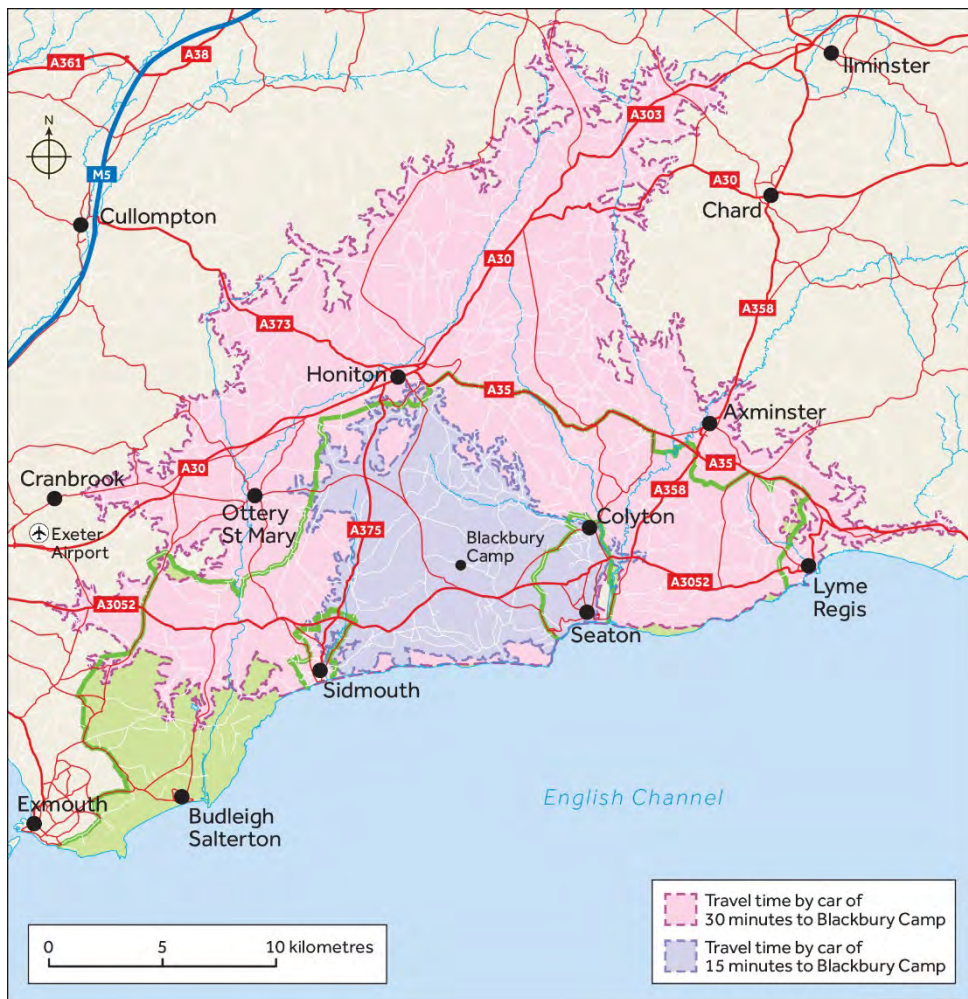 A361
A38
Ilminster
N
A303
M5
A30
Chard
Cullompton
A30
A358
A373
Honiton
A35
Axminster
A30
A35
Cranbrook
A358
Ottery
St Mary
Colyton
Exeter
Airport
A375
Blackbury
Camp
Lyme
Regis
A3052
A3052
Seaton
Sidmouth
English Channel
Exmouth
Budleigh
Salterton
Travel time by car of
30 minutes to Blackbury Camp
Travel time by car of
15 minutes to Blackbury Camp
0 5 10 kilometres